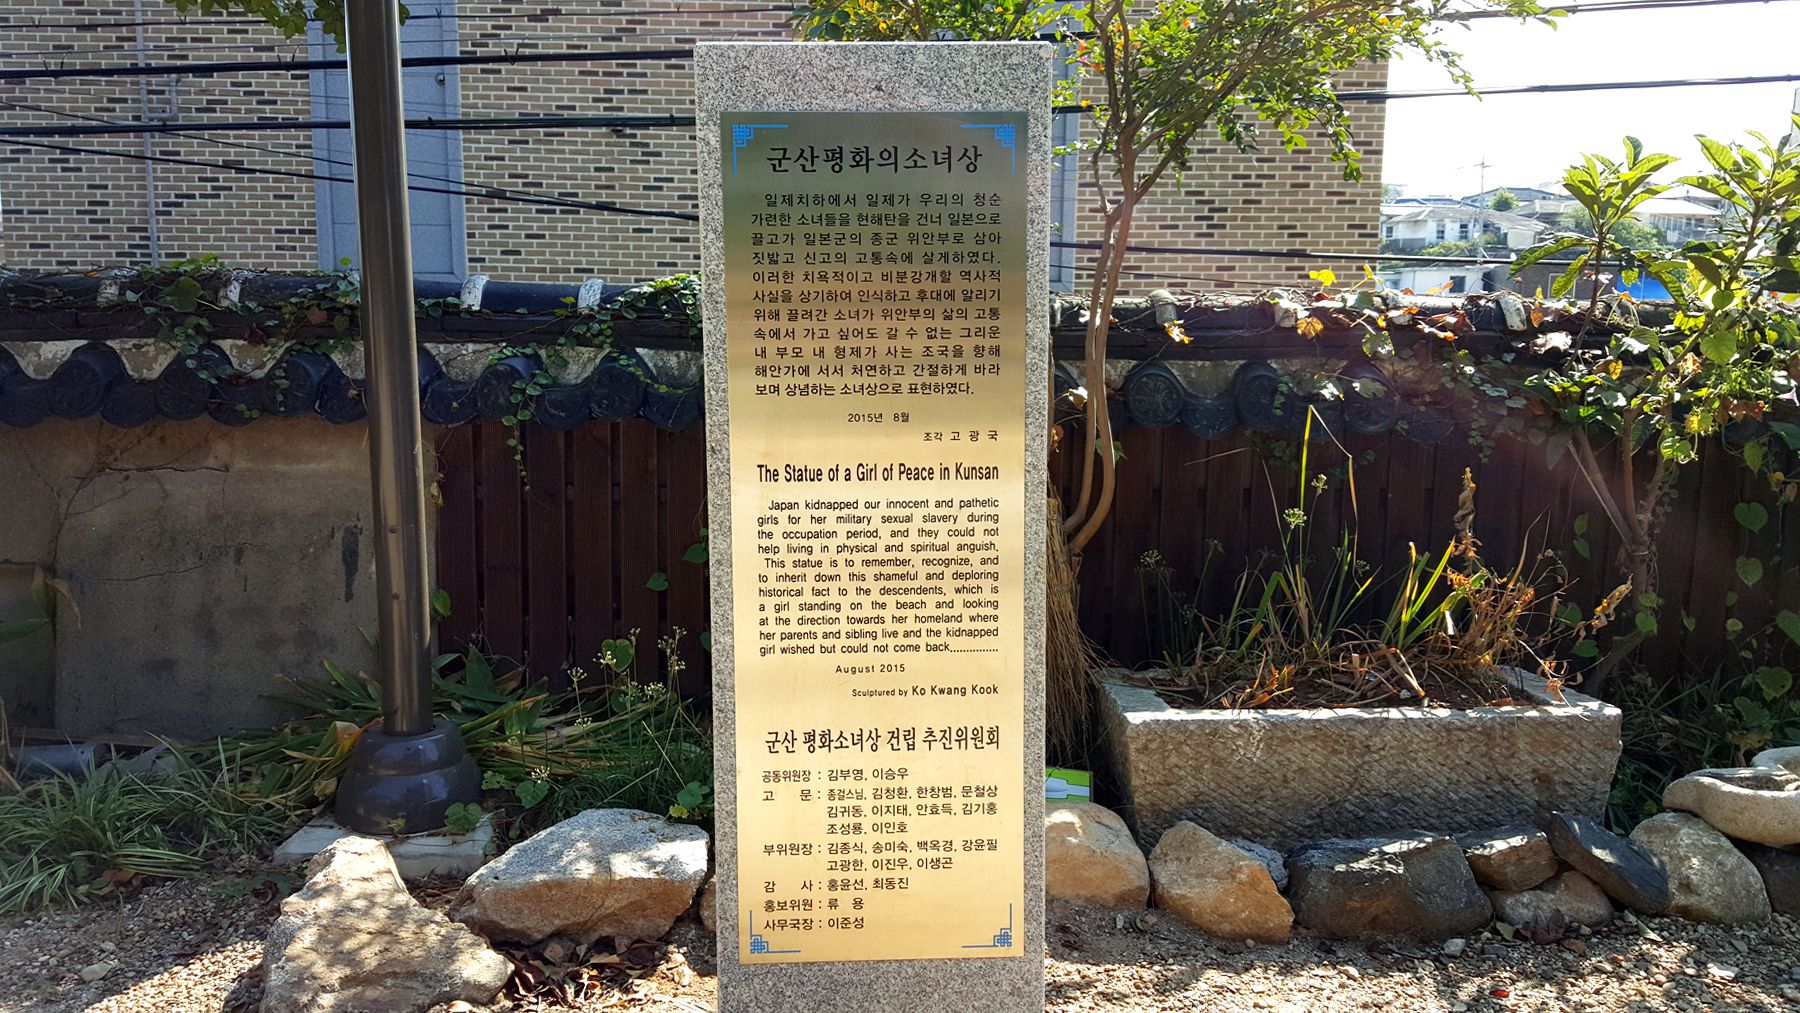 군산평화의소녀상
일제치하에서 일제가 우리의 청순
가련한 소녀들을 현해탄을 건너 일본으로
끌고가 일본군의 종군 위안부로 삼아
짓밟고 신고의 고통속에 살게하였다.
이러한 치욕적이고 비분강개할 역사적
사실을 상기하여 인식하고 후대에 알리기
위해 끌려간 소녀가 위안부의 삶의 고통
속에서 가고 싶어도 갈 수 없는 그리운
내 부모 내 형제가 사는 조국을 향해
해안가에 서서 처연하고 간절하게 바라
보며 상념하는 소녀상으로 표현하였다.
2015년 8월
조각 고 광 국
The Statue of a Girl of Peace in Kunsan
Japan kidnapped our innocent and pathetic
girls for her military sexual slavery during
the occupation period, and they could not
help living in physical and spiritual anguish.
This statue is to remember, recognize, and
to inherit down this shameful and deploring
historical fact to the descendents, which is
a girl standing on the beach and looking
at the direction towards her homeland where
her parents and sibling live and the kidnapped
girl wished but could not come back...............
August 2015
Sculptured by Ko Kwang Kook
군산 평화소녀상 건립 추진위원회
공동위원장 : 김부영, 이승우
고 문 : 종걸스님, 김청환, 한창범, 문철상
김귀동, 이지태, 안효득, 김기홍
조성룡, 이인호
부위원장 : 김종식, 송미숙, 백옥경, 강윤필
고광한, 이진우, 이생곤
감 사 : 홍윤선, 최동진
홍보위원 : 류 용
사무국장 : 이준성